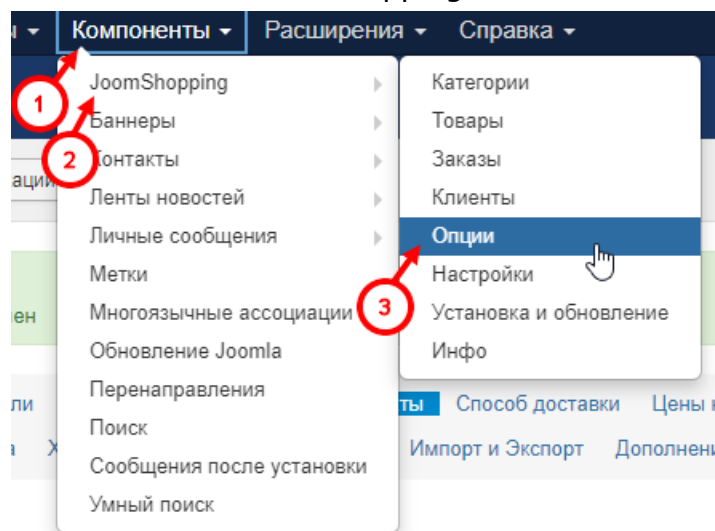 Компоненты Расширения Справка
JoomShopping
Баннеры
Контакты
Ленты новостей
Личные сообщения
Метки
Многоязычные ассоциации
Обновление Joomla
Перенаправления
Поиск
Сообщения после установки
Умный поиск
Категории
Товары
Заказы
Клиенты
Опции
Настройки
Установка и обновление
Инфо
1
2
3
Способ доставки Цены
Импорт и Экспорт